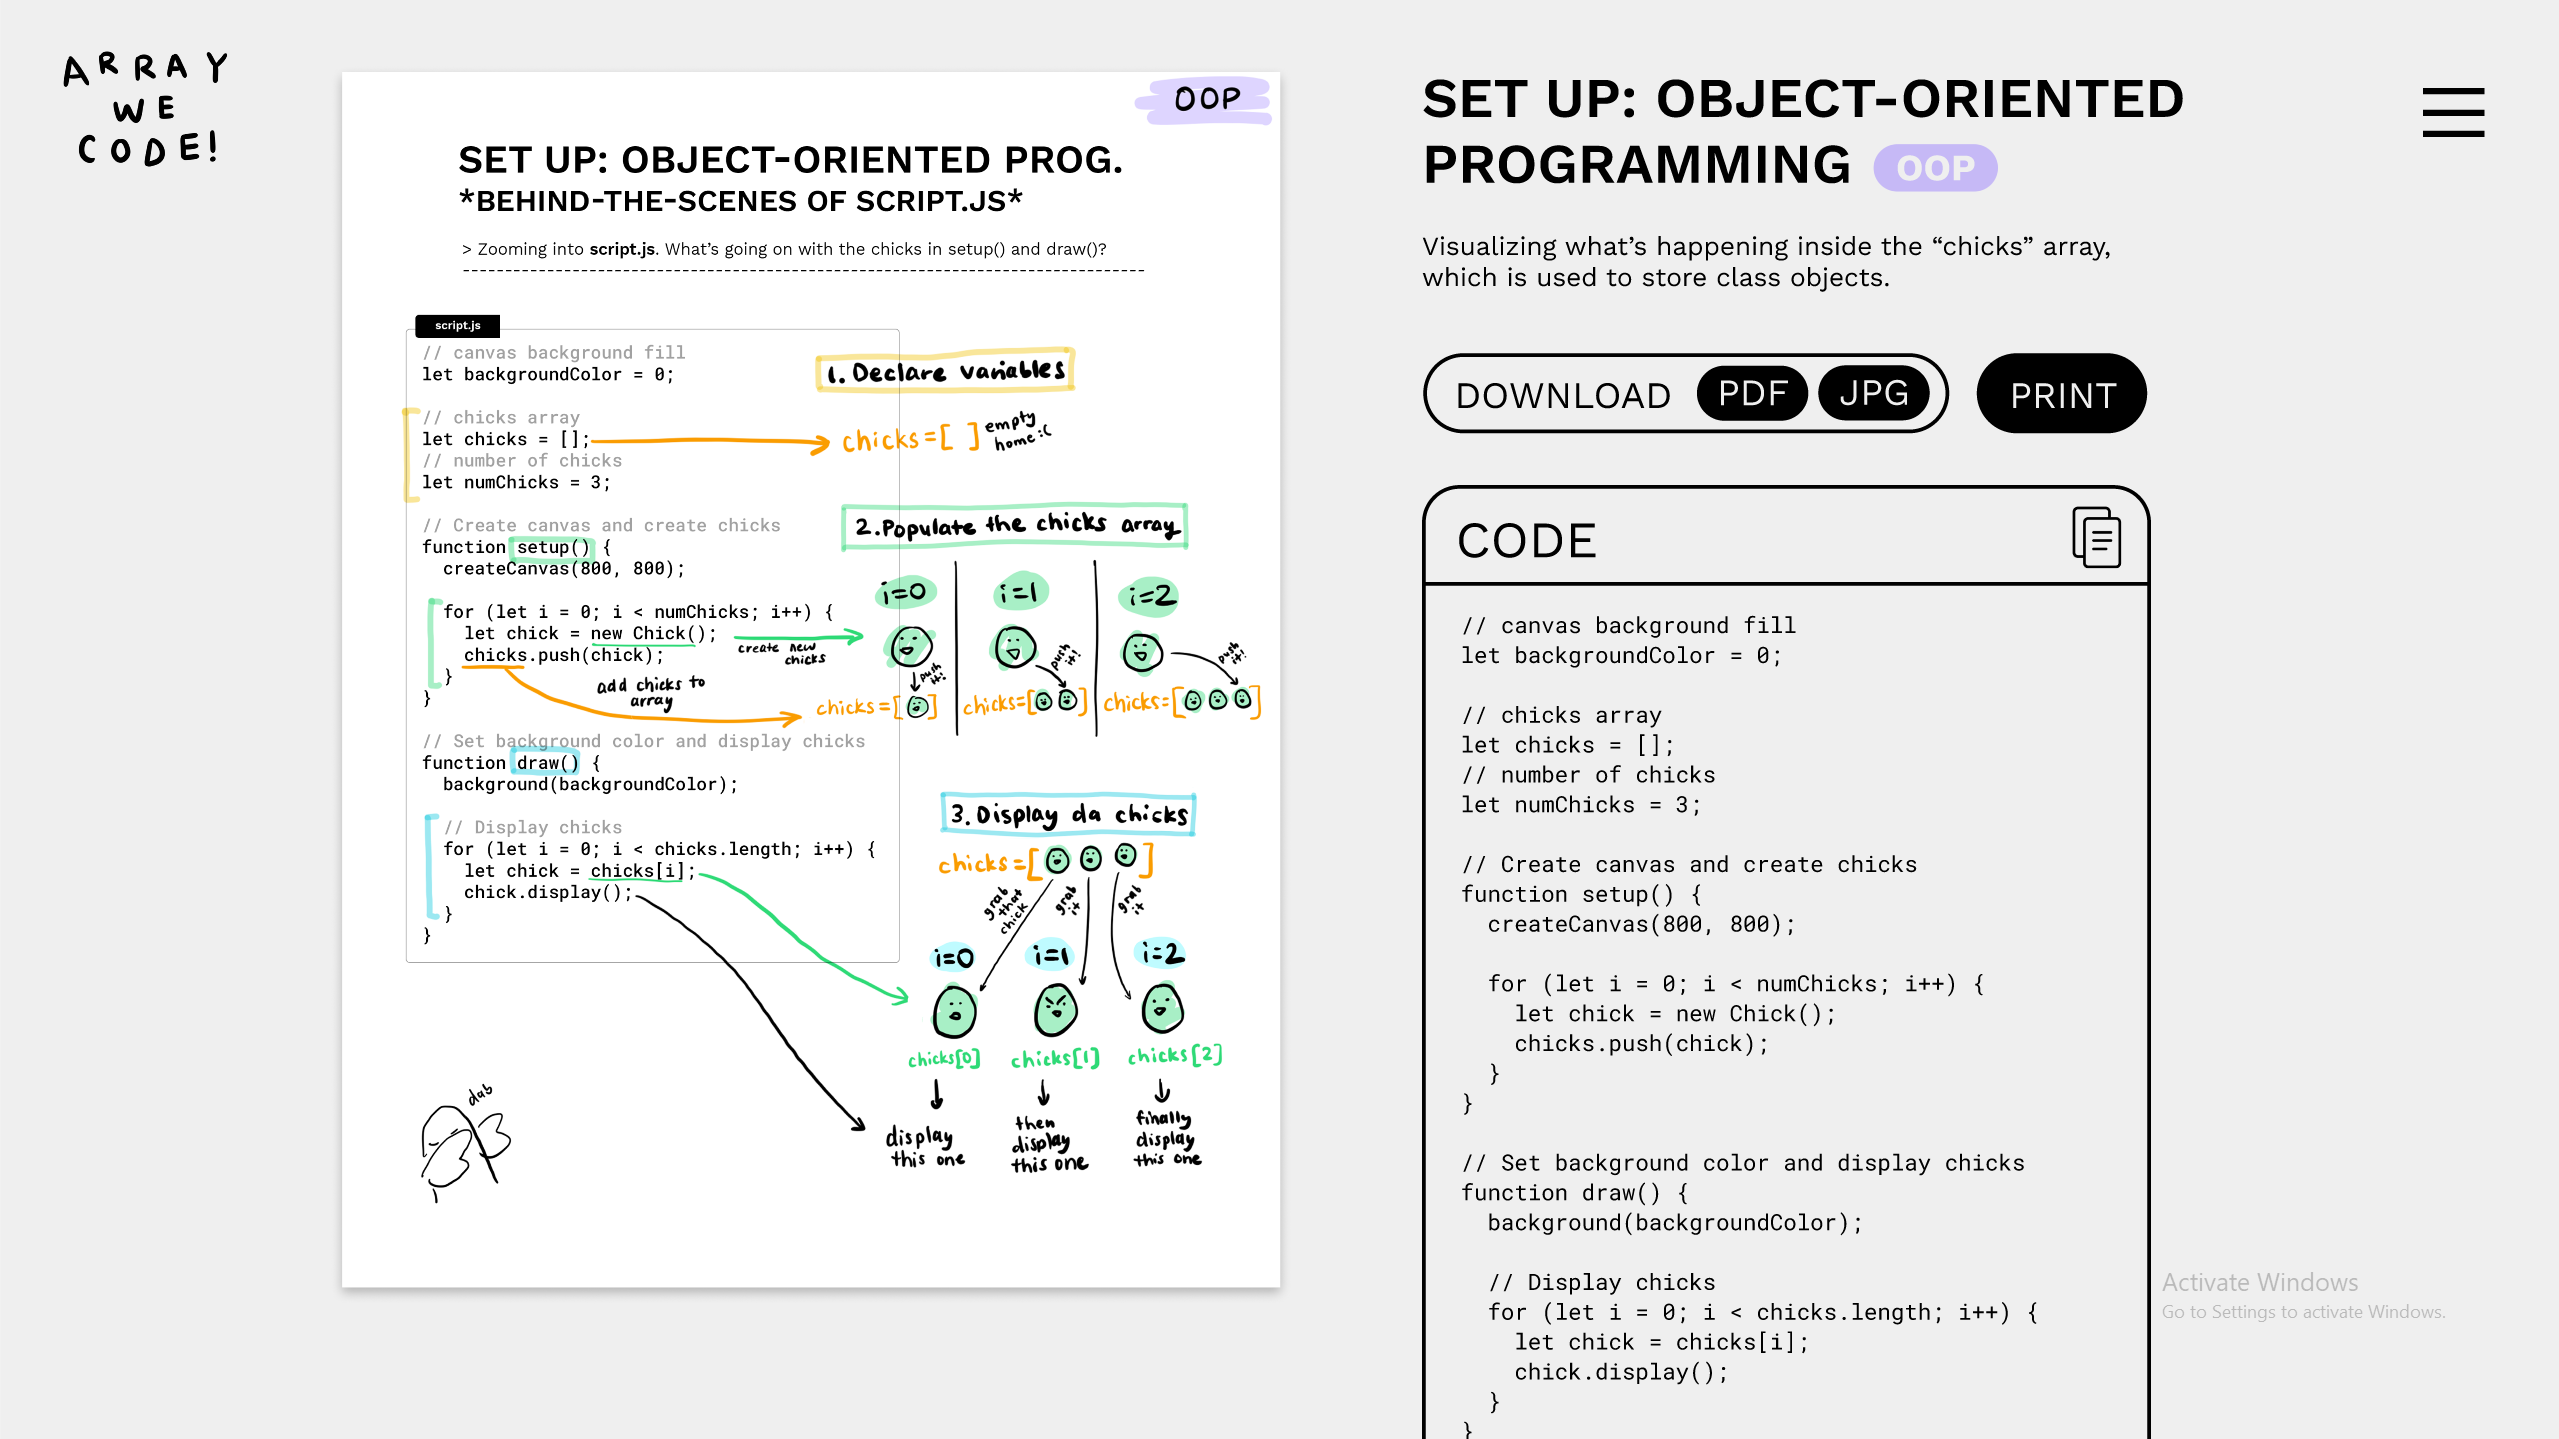 ARRAY
WE
CODE!
OOP
SET UP: OBJECT-ORIENTED PROG.
*BEHIND-THE-SCENES OF SCRIPT.JS*
> Zooming into script.js. What's going on with the chicks in setup() and draw()?
--------------------------------------------------------------------------------
script.js
// canvas background fill
let backgroundColor = 0;
// chicks array
let chicks = [];
// number of chicks
let numChicks = 3;
// Create canvas and create chicks
function setup() {
createCanvas(800, 800);
for (let i = 0; i < numChicks; i++) {
let chick = new Chick();
chicks.push(chick);
}
}
// Set background color and display chicks
function draw() {
background(backgroundColor);
// Display chicks
for (let i = 0; i < chicks.length; i++) {
let chick = chicks[i];
chick.display();
}
}
1. Declare variables
chicks=[ ]
empty
home :(
2. Populate the chicks array
i=0
i=1
i=2
create new
chicks
add chicks to
array
push
it!
push
it!
push
it!
chicks=[ ]
chicks=[ ]
chicks=[ ]
3. Display da chicks
chicks=[ ]
grab
that
chick
grab
it
grab
it
i=0
i=1
i=2
chicks[0]
chicks[1]
chicks[2]
display
this one
then
display
this one
finally
display
this one
dab
SET UP: OBJECT-ORIENTED
PROGRAMMING OOP
Visualizing what's happening inside the “chicks” array,
which is used to store class objects.
DOWNLOAD PDF JPG PRINT
CODE
// canvas background fill
let backgroundColor = 0;
// chicks array
let chicks = [];
// number of chicks
let numChicks = 3;
// Create canvas and create chicks
function setup() {
createCanvas(800, 800);
for (let i = 0; i < numChicks; i++) {
let chick = new Chick();
chicks.push(chick);
}
}
// Set background color and display chicks
function draw() {
background(backgroundColor);
// Display chicks
for (let i = 0; i < chicks.length; i++) {
let chick = chicks[i];
chick.display();
}
}
Activate Windows
Go to Settings to activate Windows.